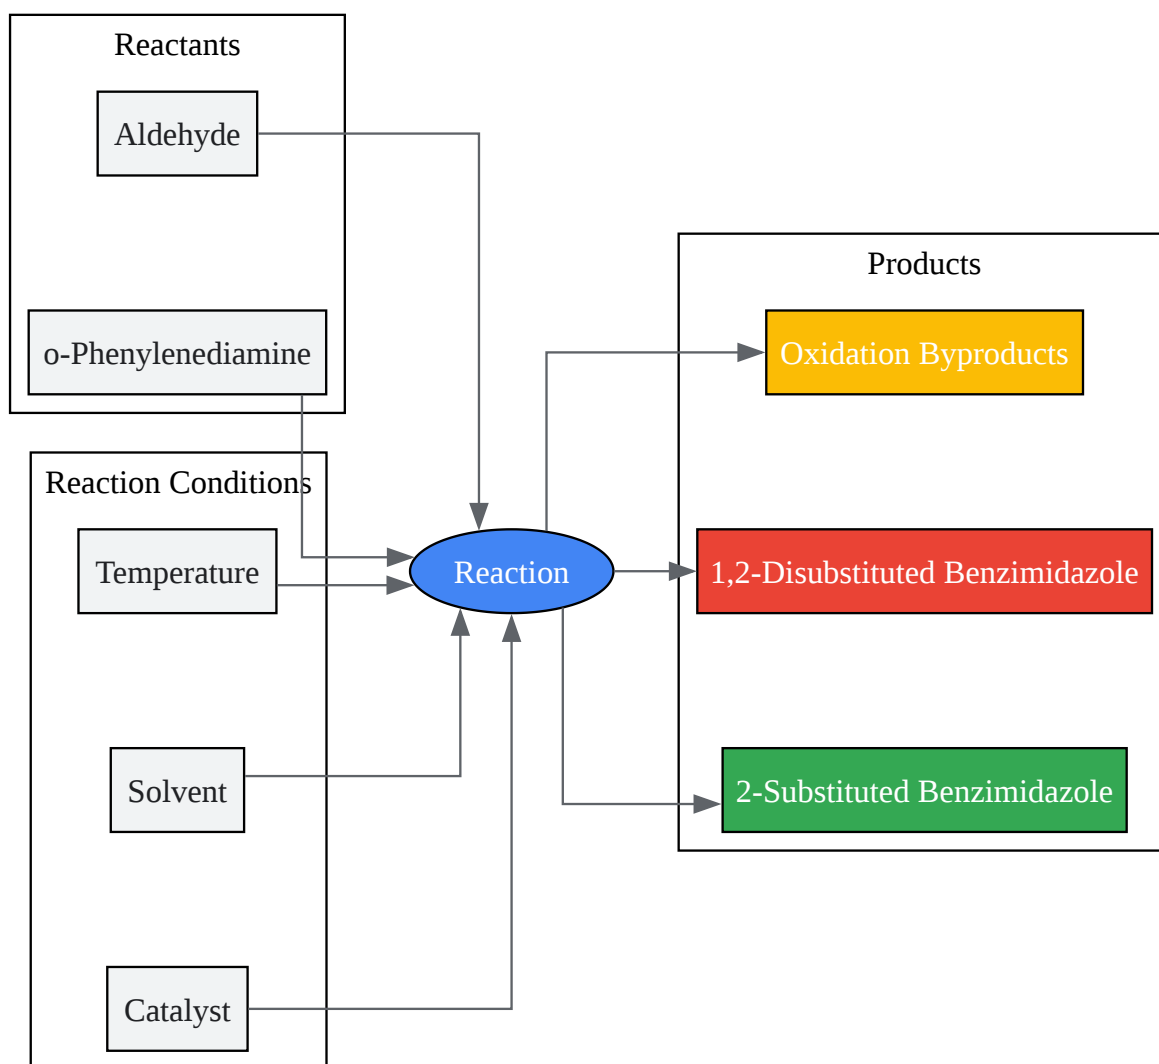 Reactants
Aldehyde
o-Phenylenediamine
Reaction Conditions
Temperature
Solvent
Catalyst
Reaction
Products
Oxidation Byproducts
1,2-Disubstituted Benzimidazole
2-Substituted Benzimidazole